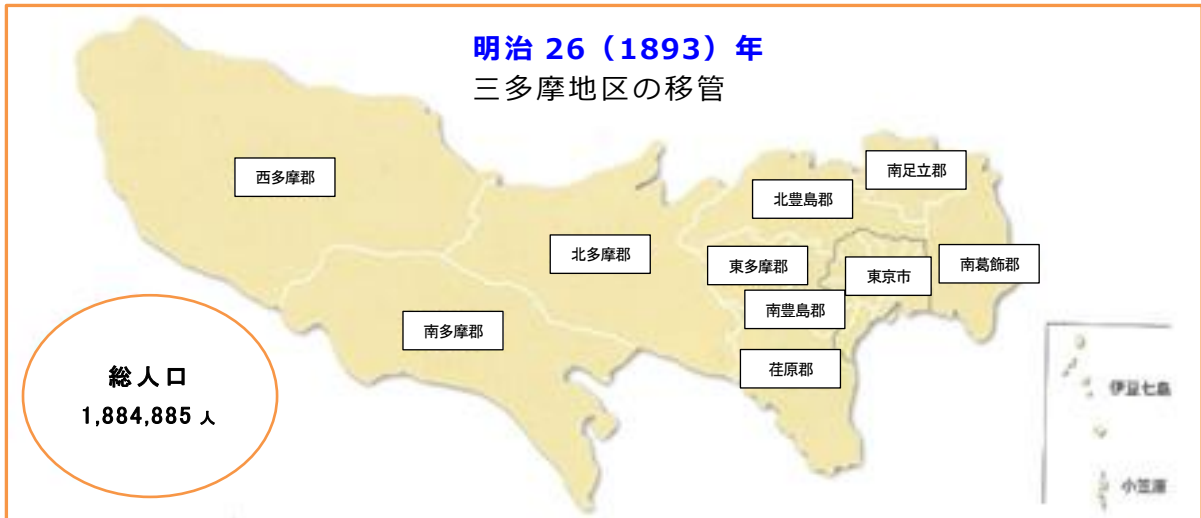 明治 26（1893）年
三多摩地区の移管
南足立郡
西多摩郡
北豊島郡
北多摩郡
東多摩郡
東京市
南葛飾郡
南豊島郡
南多摩郡
荏原郡
総人口
1,884,885 人
伊豆七島
小笠原